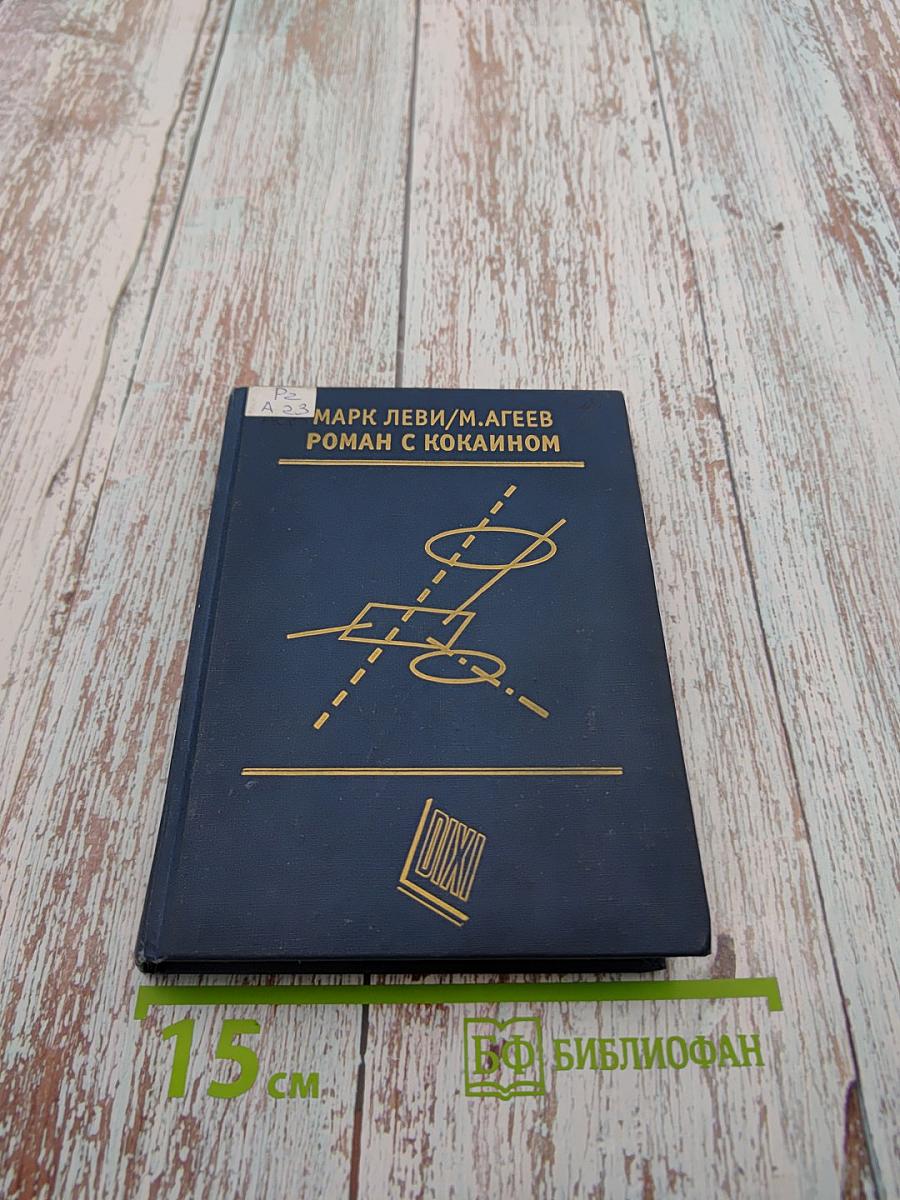 Р2
А 23
МАРК ЛЕВИ/М.АГЕЕВ
РОМАН С КОКАИНОМ
DIXI
15 см
БФ БИБЛИОФАН